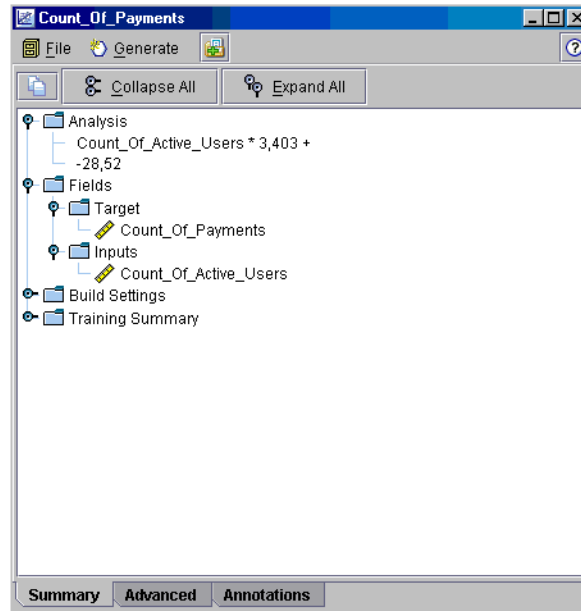 Count_Of_Payments
File Generate
Collapse All Expand All
Analysis
Count_Of_Active_Users * 3,403 +
-28,52
Fields
Target
Count_Of_Payments
Inputs
Count_Of_Active_Users
Build Settings
Training Summary
Summary Advanced Annotations